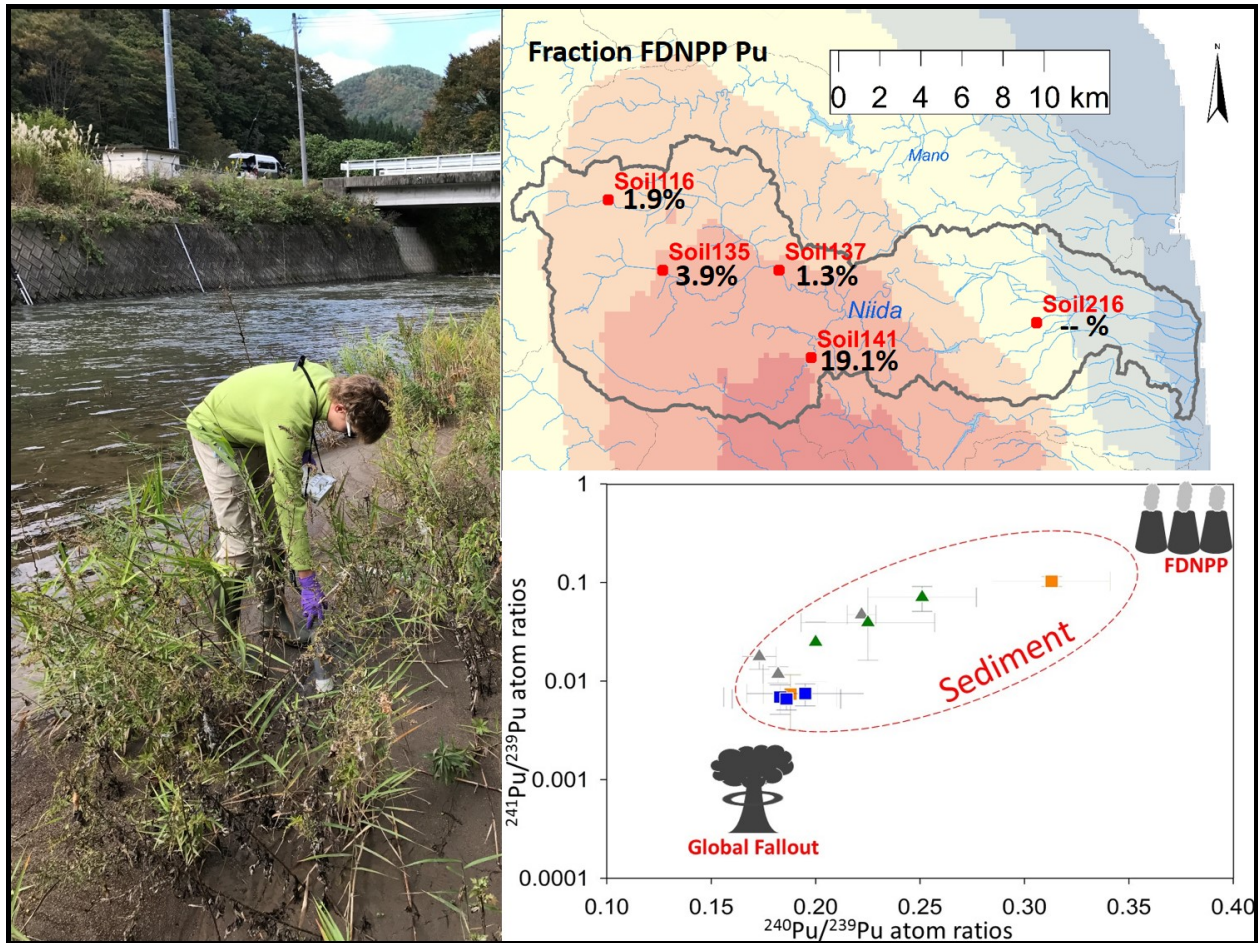 Fraction FDNPP Pu
0 2 4 6 8 10 km
N
Mano
Soil116
1.9%
Soil135
3.9%
Soil137
1.3%
Niida
Soil216
-- %
Soil141
19.1%
1
0.1
0.01
0.001
0.0001
²⁴¹Pu/²³⁹Pu atom ratios
FDNPP
Sediment
Global Fallout
0.10 0.15 0.20 0.25 0.30 0.35 0.40
²⁴⁰Pu/²³⁹Pu atom ratios